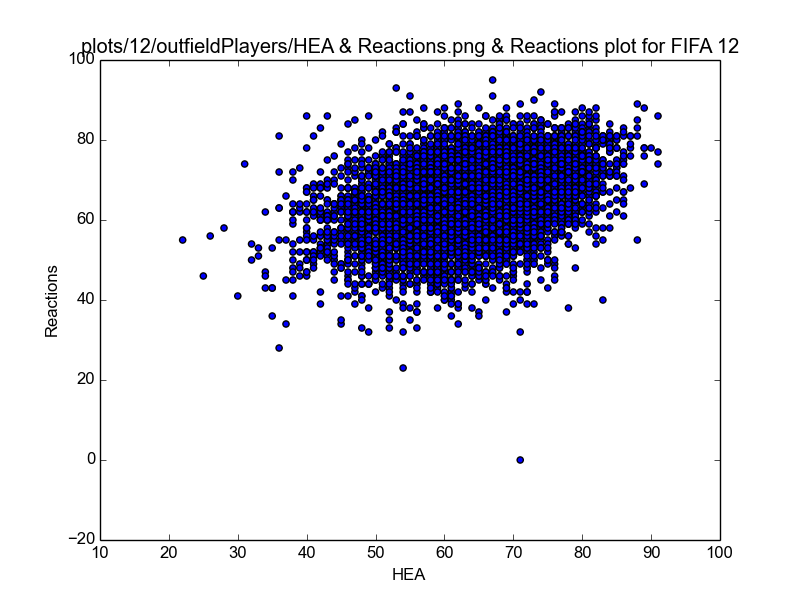 plots/12/outfieldPlayers/HEA & Reactions.png & Reactions plot for FIFA 12
100
80
60
40
20
0
−20
Reactions
10 20 30 40 50 60 70 80 90 100
HEA